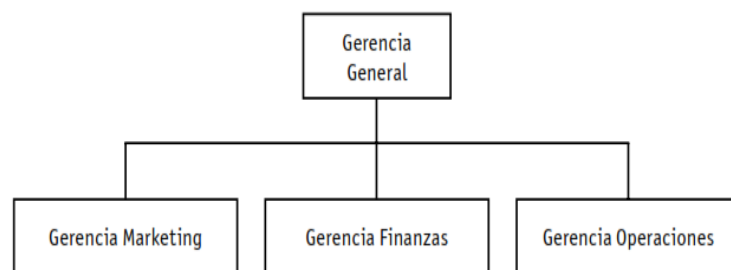 Gerencia
General
Gerencia Marketing
Gerencia Finanzas
Gerencia Operaciones